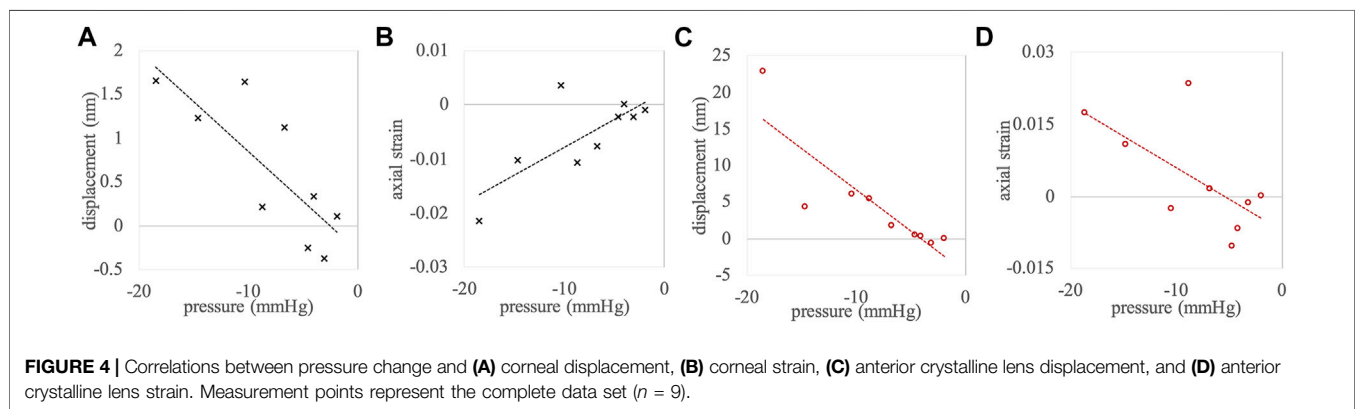 A
B
C
D
displacement (nm)
2
1.5
1
0.5
0
-0.5
-20
-10
0
pressure (mmHg)
axial strain
0.01
0
-0.01
-0.02
-0.03
-20
-10
0
pressure (mmHg)
displacement (nm)
25
20
15
10
5
0
-5
-20
-10
0
pressure (mmHg)
axial strain
0.03
0.015
0
-0.015
-20
-10
0
pressure (mmHg)
FIGURE 4 | Correlations between pressure change and (A) corneal displacement, (B) corneal strain, (C) anterior crystalline lens displacement, and (D) anterior
crystalline lens strain. Measurement points represent the complete data set (n = 9).